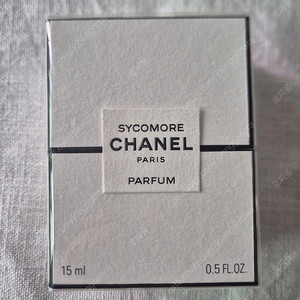 SYCOMORE
CHANEL
PARIS
PARFUM
15 ml 0.5 FL.OZ.